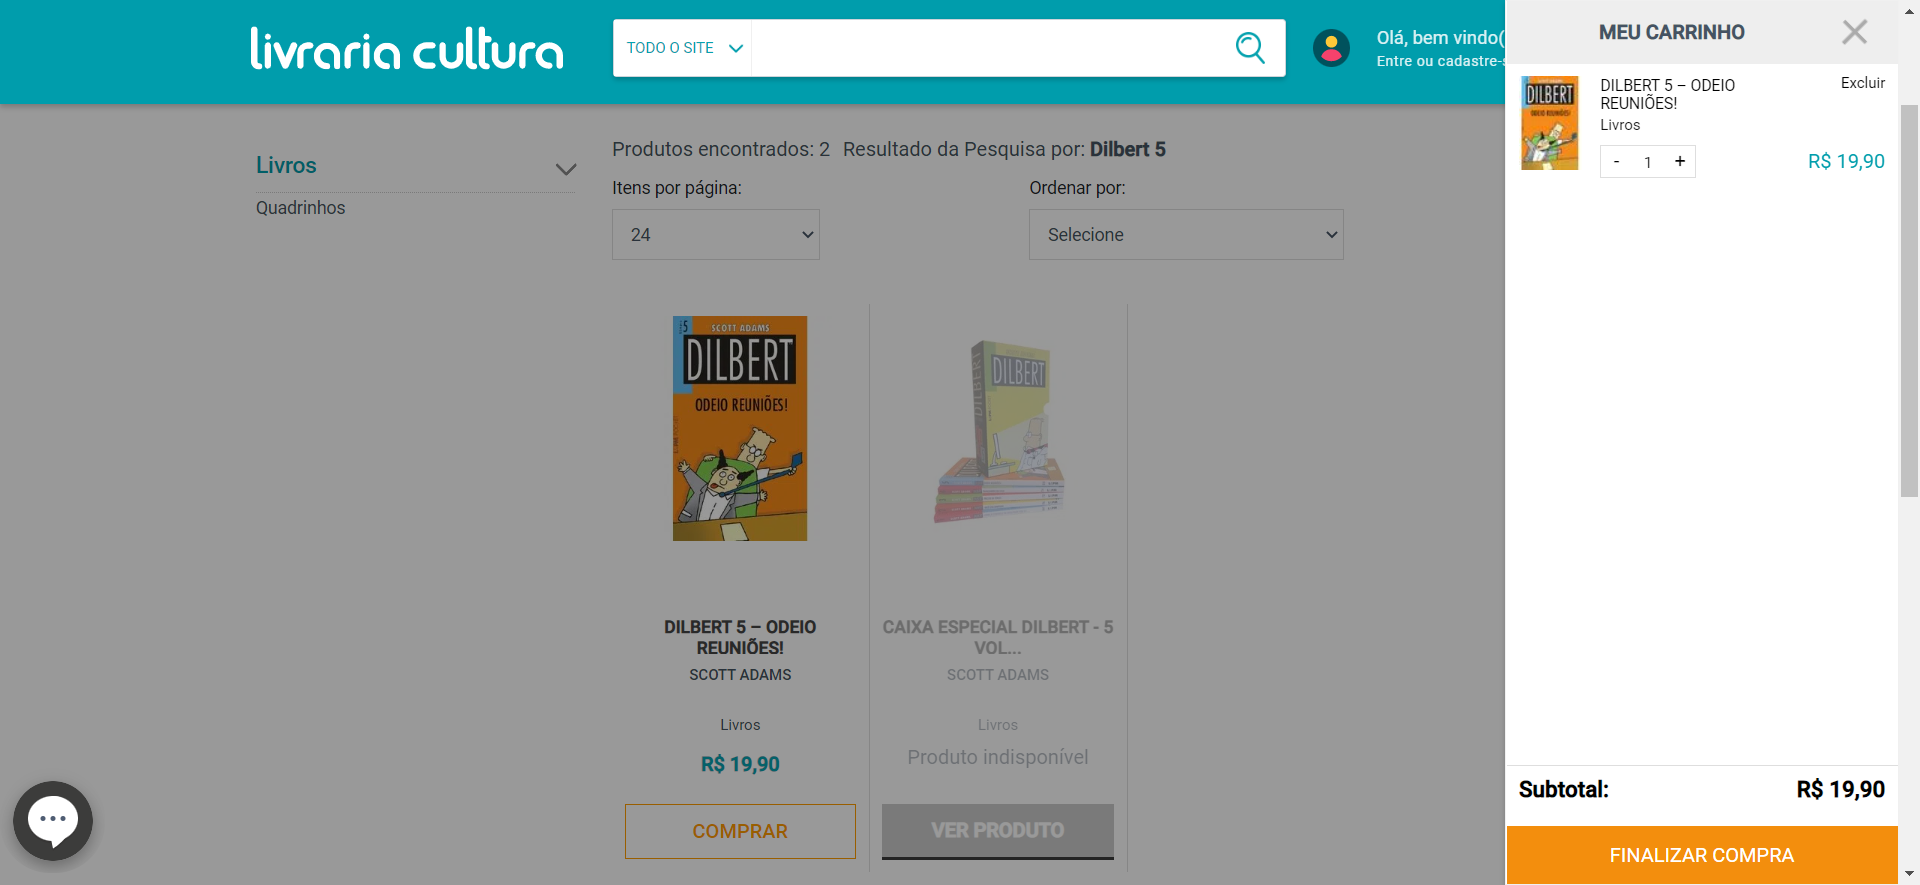 livraria cultura
TODO O SITE
Olá, bem vindo(
Entre ou cadastre-s
MEU CARRINHO
DILBERT
ODEIO REUNIÕES!
DILBERT 5 – ODEIO
REUNIÕES!
Livros
Excluir
- 1 +
R$ 19,90
Livros
Quadrinhos
Produtos encontrados: 2 Resultado da Pesquisa por: Dilbert 5
Itens por página:
24
Ordenar por:
Selecione
5
SCOTT ADAMS
DILBERT
ODEIO REUNIÕES!
DILBERT 5 – ODEIO
REUNIÕES!
SCOTT ADAMS
Livros
R$ 19,90
COMPRAR
DILBERT
DILBERT
CAIXA ESPECIAL DILBERT - 5
VOL...
SCOTT ADAMS
Livros
Produto indisponível
VER PRODUTO
Subtotal: R$ 19,90
FINALIZAR COMPRA